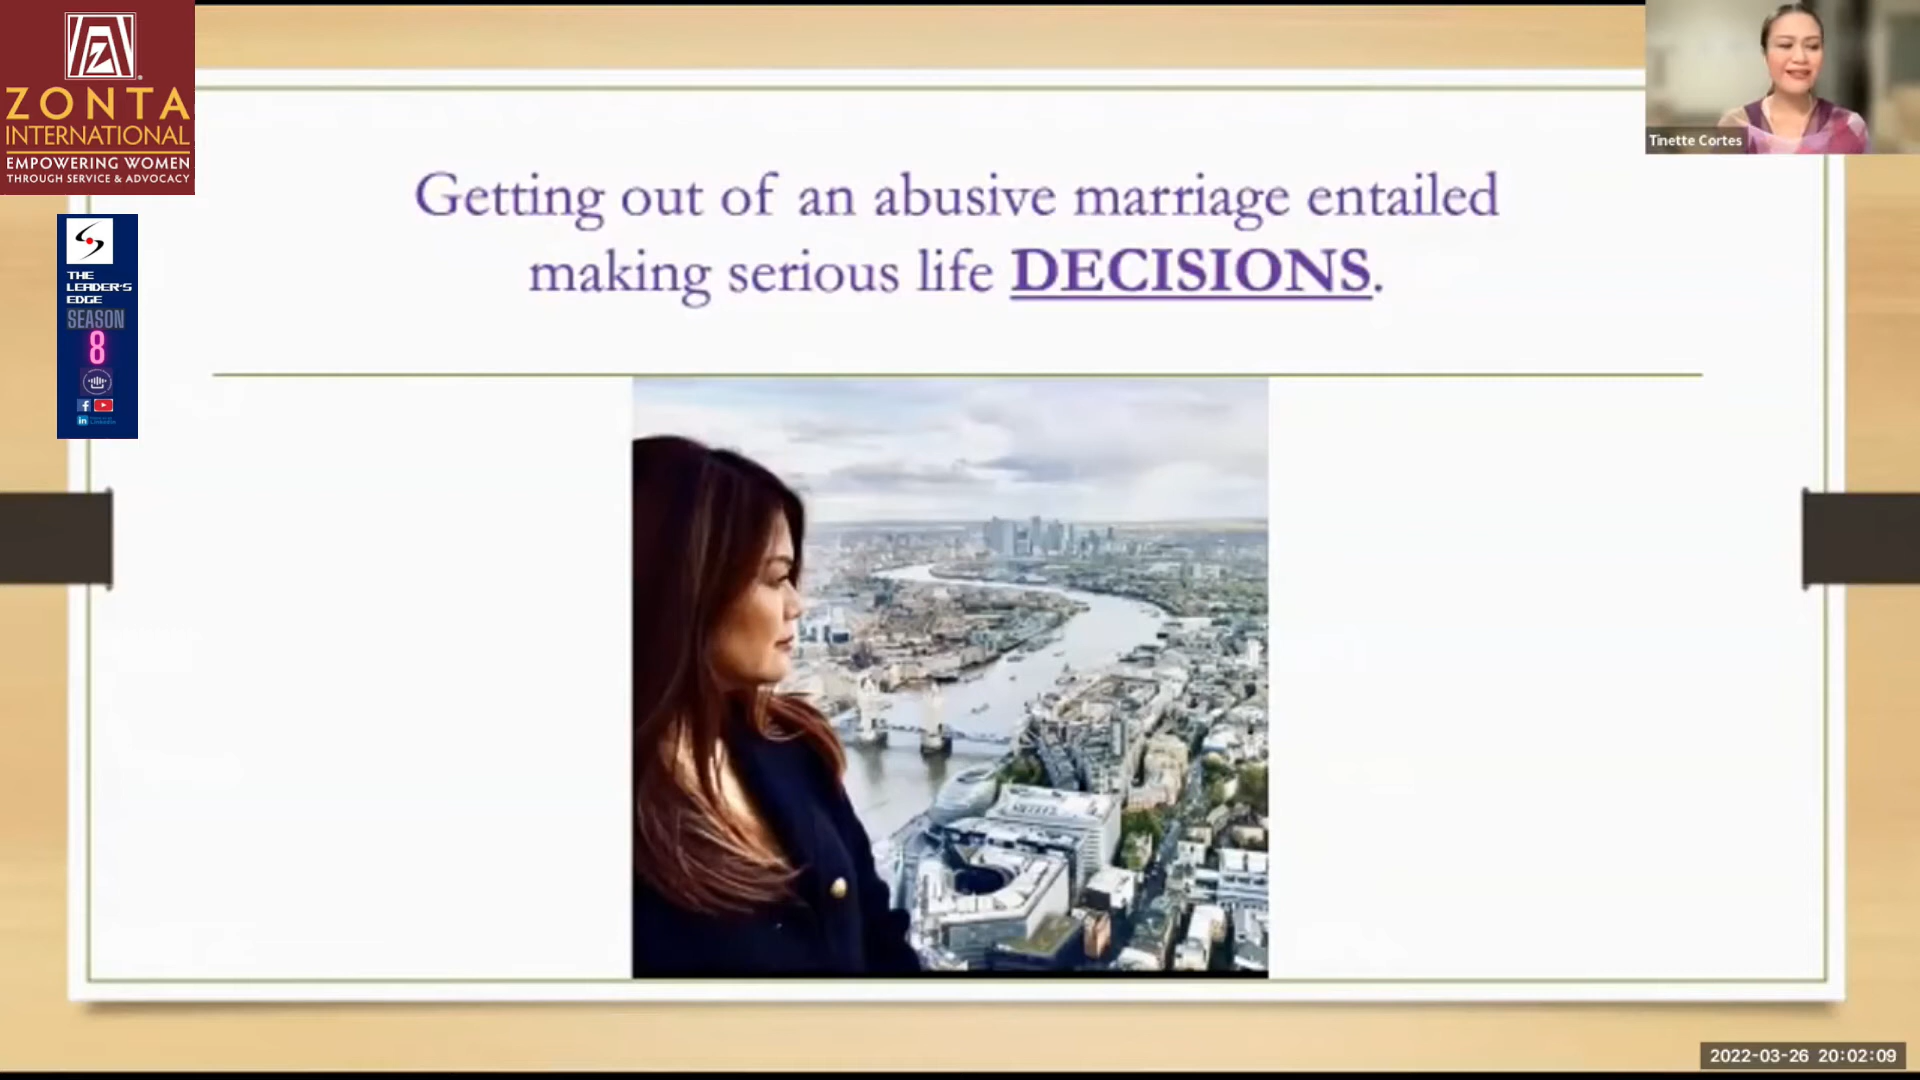 ZONTA
INTERNATIONAL
EMPOWERING WOMEN
THROUGH SERVICE & ADVOCACY
Tinette Cortes
Getting out of an abusive marriage entailed
making serious life DECISIONS.
THE
LEADER'S
EDGE
SEASON
8
2022-03-26 20:02:09